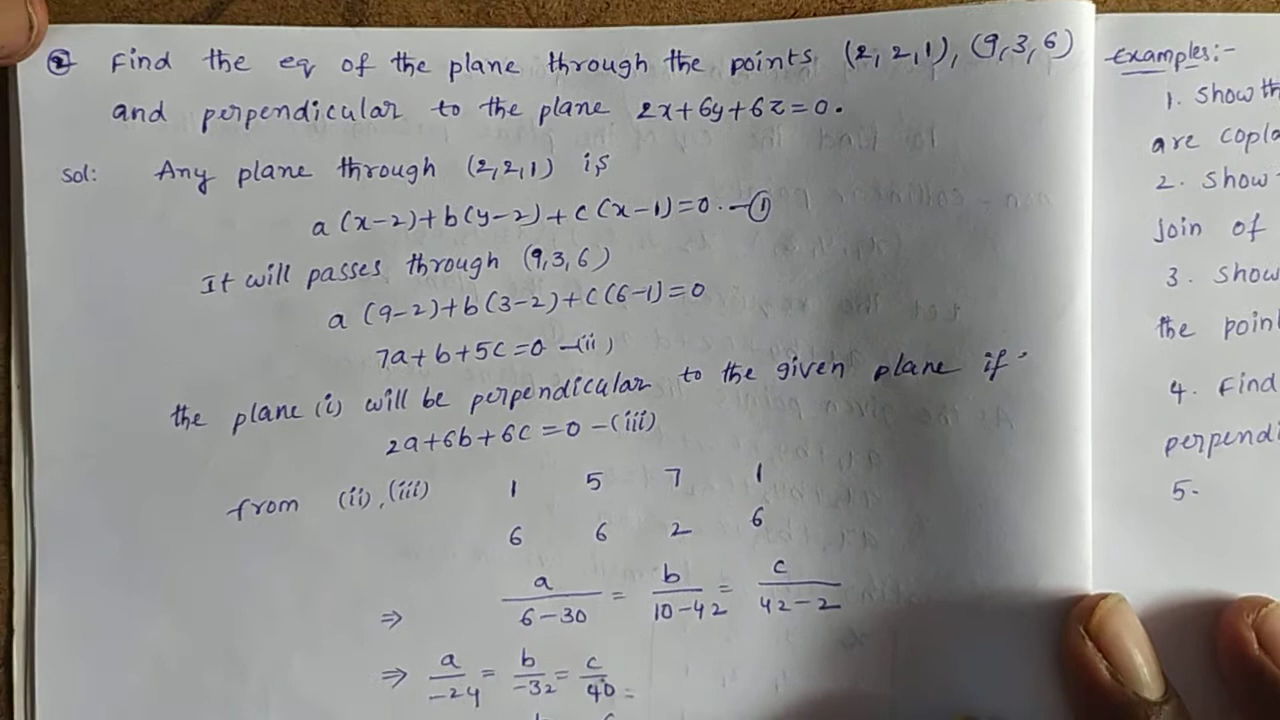 ② Find the eq of the plane through the points (2,2,1), (9,3,6)
and perpendicular to the plane 2x+6y+6z=0.
Sol: Any plane through (2,2,1) is
a(x-2)+b(y-2)+c(x-1)=0.-①
It will passes through (9,3,6)
a(9-2)+b(3-2)+c(6-1)=0
7a+b+5c=0 -(ii)
the plane (i) will be perpendicular to the given plane if
2a+6b+6c=0 -(iii)
from (ii),(iii) 1 5 7 1
6 6 2 6
⇒ a/(6-30) = b/(10-42) = c/(42-2)
⇒ a/-24 = b/-32 = c/40 =
Examples:-
1. Show th
are copla
2. Show
Join of
3. Show
the point
4. Find
perpendi
5.